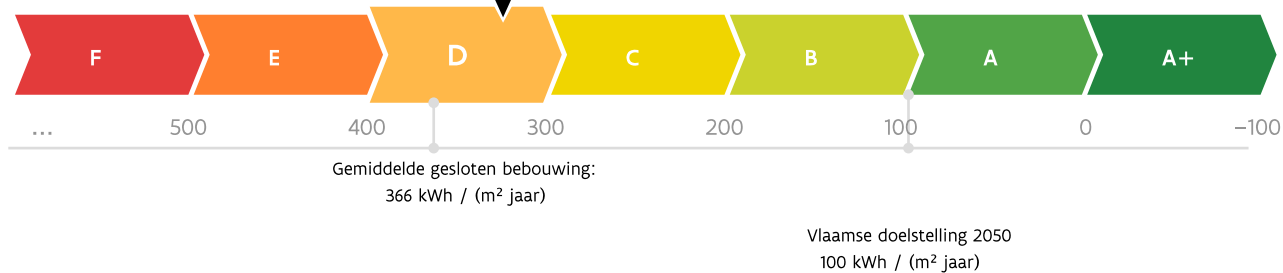 F E D C B A A+
... 500 400 300 200 100 0 −100
Gemiddelde gesloten bebouwing:
366 kWh / (m² jaar)
Vlaamse doelstelling 2050
100 kWh / (m² jaar)